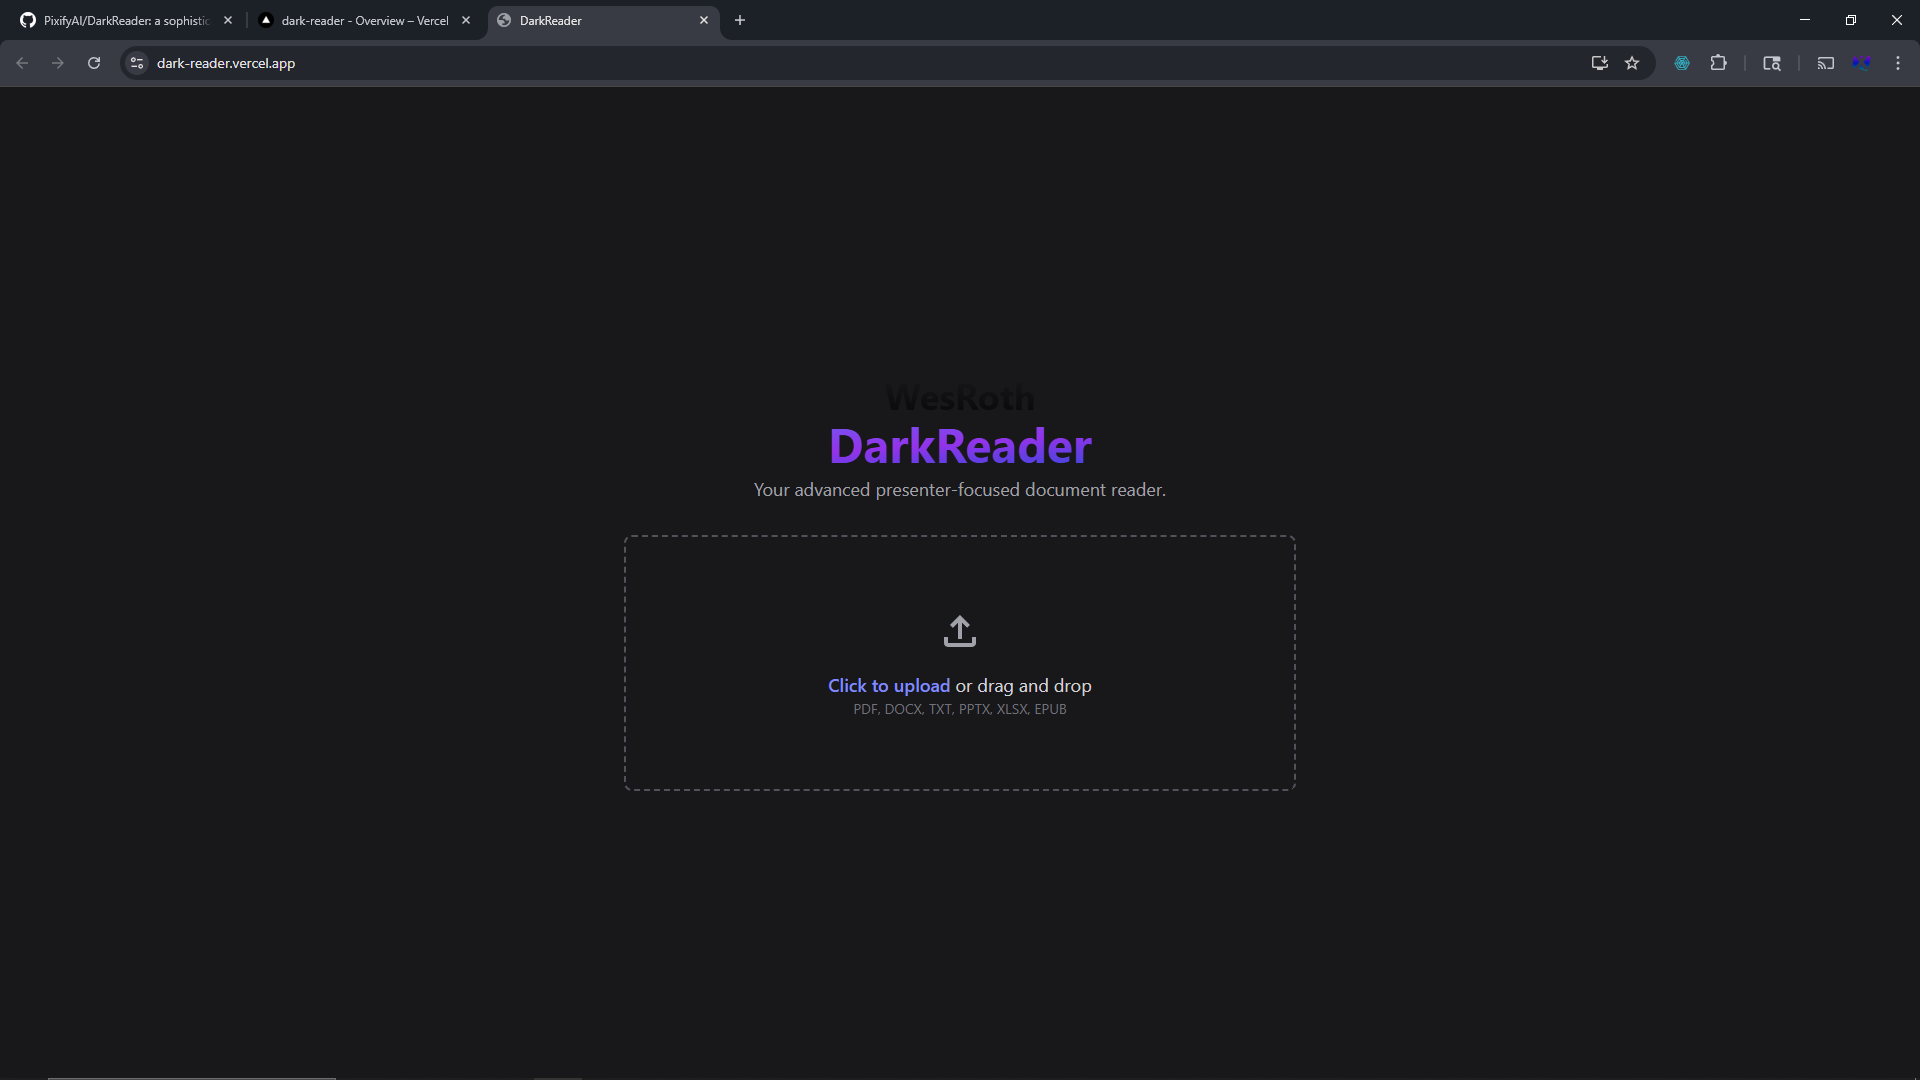 PixifyAI/DarkReader: a sophistic
dark-reader - Overview – Vercel
DarkReader
dark-reader.vercel.app
WesRoth
DarkReader
Your advanced presenter-focused document reader.
Click to upload or drag and drop
PDF, DOCX, TXT, PPTX, XLSX, EPUB